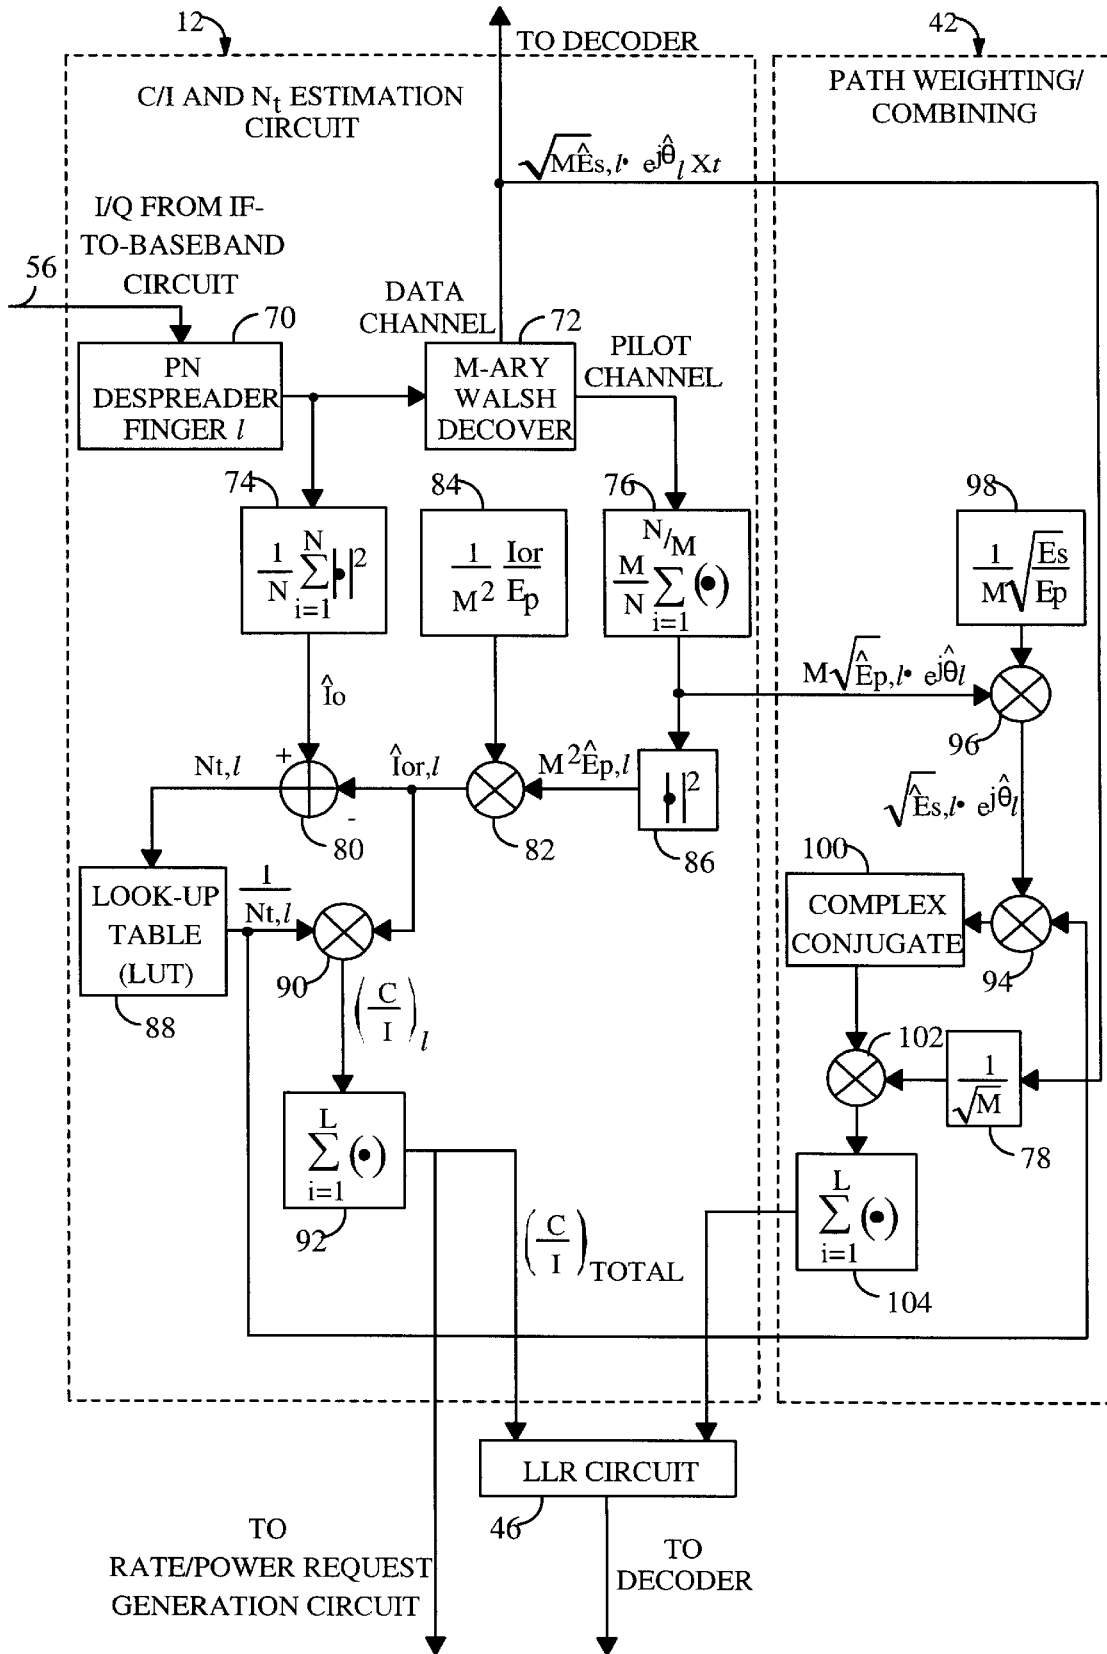 12
TO DECODER
42
C/I AND Nt ESTIMATION
CIRCUIT
PATH WEIGHTING/
COMBINING
√MÊs,l• e^jθ̂l Xt
I/Q FROM IF-
TO-BASEBAND
CIRCUIT
56
DATA
CHANNEL
70
72
PN
DESPREADER
FINGER l
M-ARY
WALSH
DECOVER
PILOT
CHANNEL
74
84
76
98
1/N N∑i=1 |•|²
1/M² Ior/Ep
M/N N/M∑i=1 (•)
1/M √Es/Ep
Îo
M√Êp,l• e^jθ̂l
96
Nt,l
+
-
Îor,l
M²Êp,l
|•|²
80
82
86
√Ês,l• e^jθ̂l
100
LOOK-UP
TABLE
(LUT)
1/Nt,l
COMPLEX
CONJUGATE
88
90
94
(C/I)l
102
1/√M
78
L∑i=1 (•)
92
L∑i=1 (•)
104
(C/I)TOTAL
LLR CIRCUIT
46
TO
RATE/POWER REQUEST
GENERATION CIRCUIT
TO
DECODER